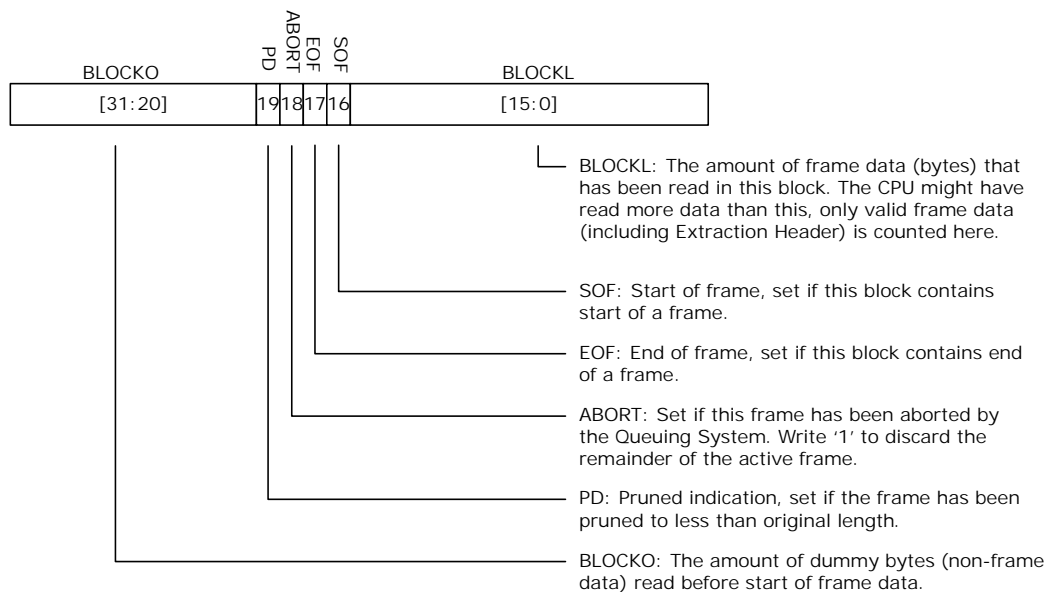 BLOCKO PD ABORT EOF SOF BLOCKL
[31:20] 19 18 17 16 [15:0]
BLOCKL: The amount of frame data (bytes) that
has been read in this block. The CPU might have
read more data than this, only valid frame data
(including Extraction Header) is counted here.
SOF: Start of frame, set if this block contains
start of a frame.
EOF: End of frame, set if this block contains end
of a frame.
ABORT: Set if this frame has been aborted by
the Queuing System. Write ‘1’ to discard the
remainder of the active frame.
PD: Pruned indication, set if the frame has been
pruned to less than original length.
BLOCKO: The amount of dummy bytes (non-frame
data) read before start of frame data.